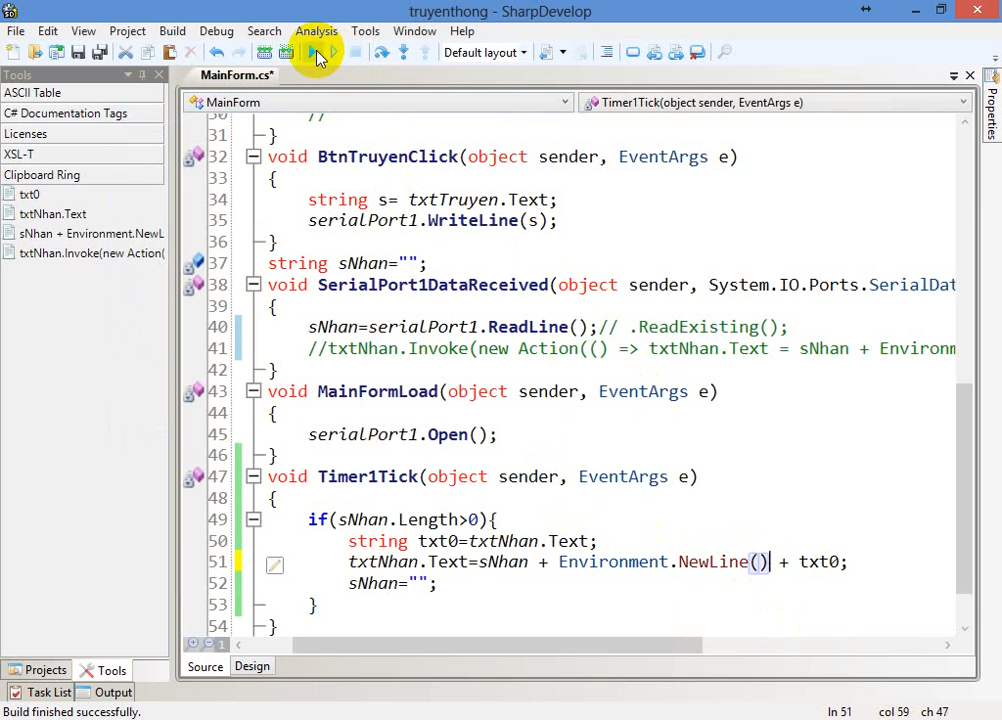 truyenthong - SharpDevelop
File Edit View Project Build Debug Search Analysis Tools Window Help
Default layout
Tools
MainForm.cs*
ASCII Table
C# Documentation Tags
Licenses
XSL-T
Clipboard Ring
txt0
txtNhan.Text
sNhan + Environment.NewL
txtNhan.Invoke(new Action(
MainForm
Timer1Tick(object sender, EventArgs e)
Properties
30 //
31 }
32 void BtnTruyenClick(object sender, EventArgs e)
33 {
34 string s= txtTruyen.Text;
35 serialPort1.WriteLine(s);
36 }
37 string sNhan="";
38 void SerialPort1DataReceived(object sender, System.IO.Ports.SerialDat
39 {
40 sNhan=serialPort1.ReadLine();// .ReadExisting();
41 //txtNhan.Invoke(new Action(() => txtNhan.Text = sNhan + Environm
42 }
43 void MainFormLoad(object sender, EventArgs e)
44 {
45 serialPort1.Open();
46 }
47 void Timer1Tick(object sender, EventArgs e)
48 {
49 if(sNhan.Length>0){
50 string txt0=txtNhan.Text;
51 txtNhan.Text=sNhan + Environment.NewLine() + txt0;
52 sNhan="";
53 }
54 }
1
Source Design
Projects Tools
Task List Output
Build finished successfully.
ln 51 col 59 ch 47